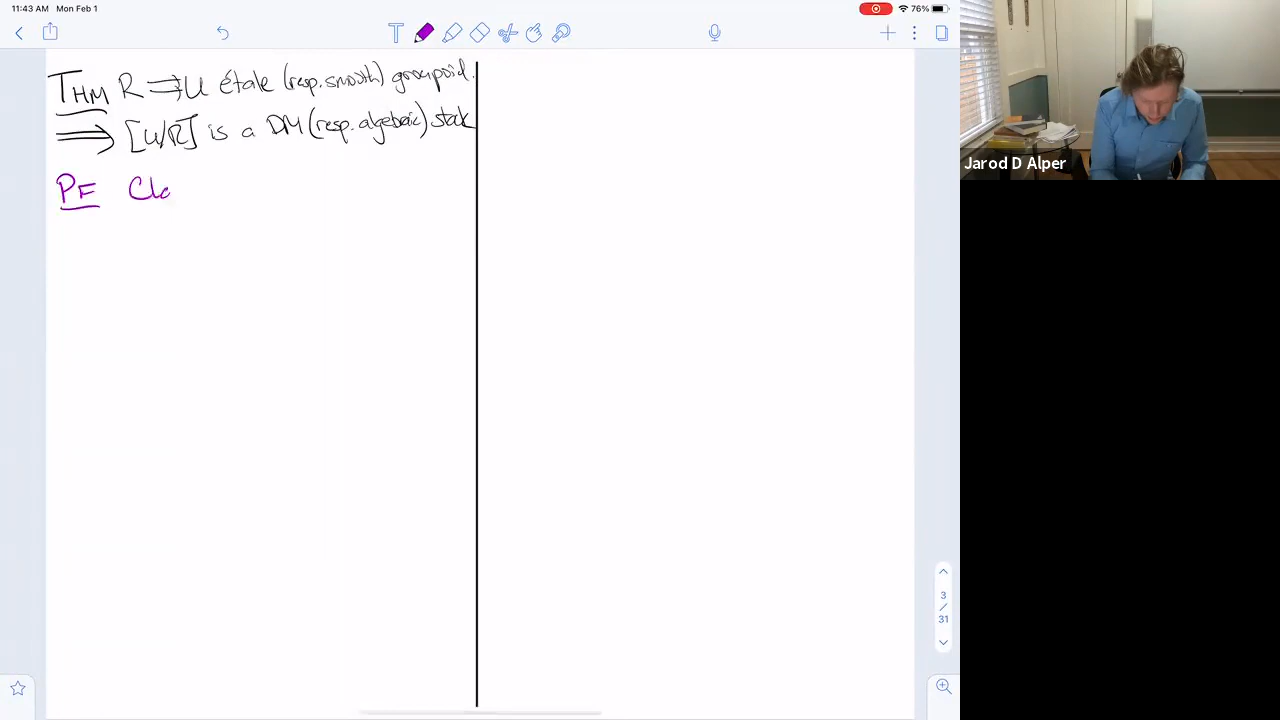 11:43 AM Mon Feb 1
76%
THM R ⇉ U étale (resp. smooth) groupoid.
⟹ [U/R] is a DM (resp. algebraic) stack
PF Cla
T
3
/
31
Jarod D Alper